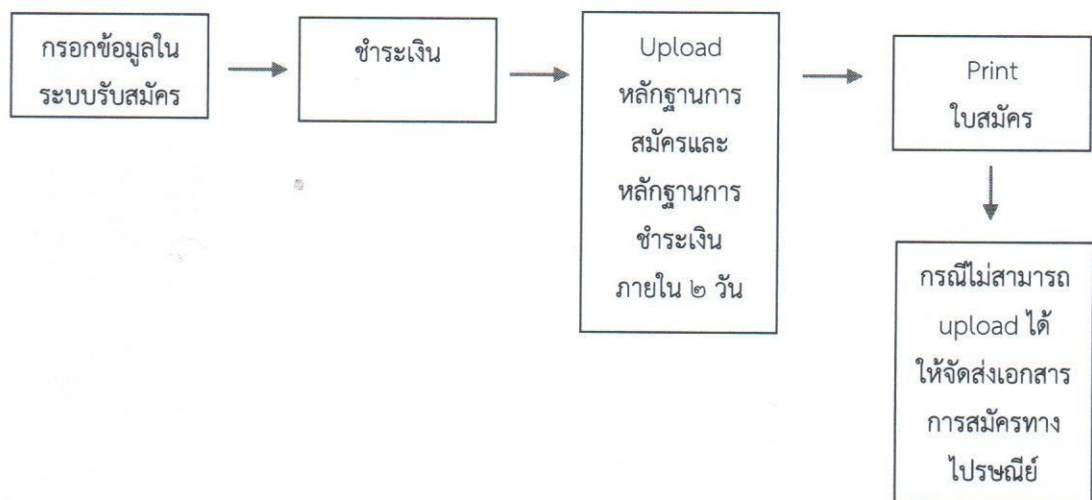 กรอกข้อมูลใน
ระบบรับสมัคร
ชำระเงิน
Upload
หลักฐานการ
สมัครและ
หลักฐานการ
ชำระเงิน
ภายใน ๒ วัน
Print
ใบสมัคร
กรณีไม่สามารถ
upload ได้
ให้จัดส่งเอกสาร
การสมัครทาง
ไปรษณีย์